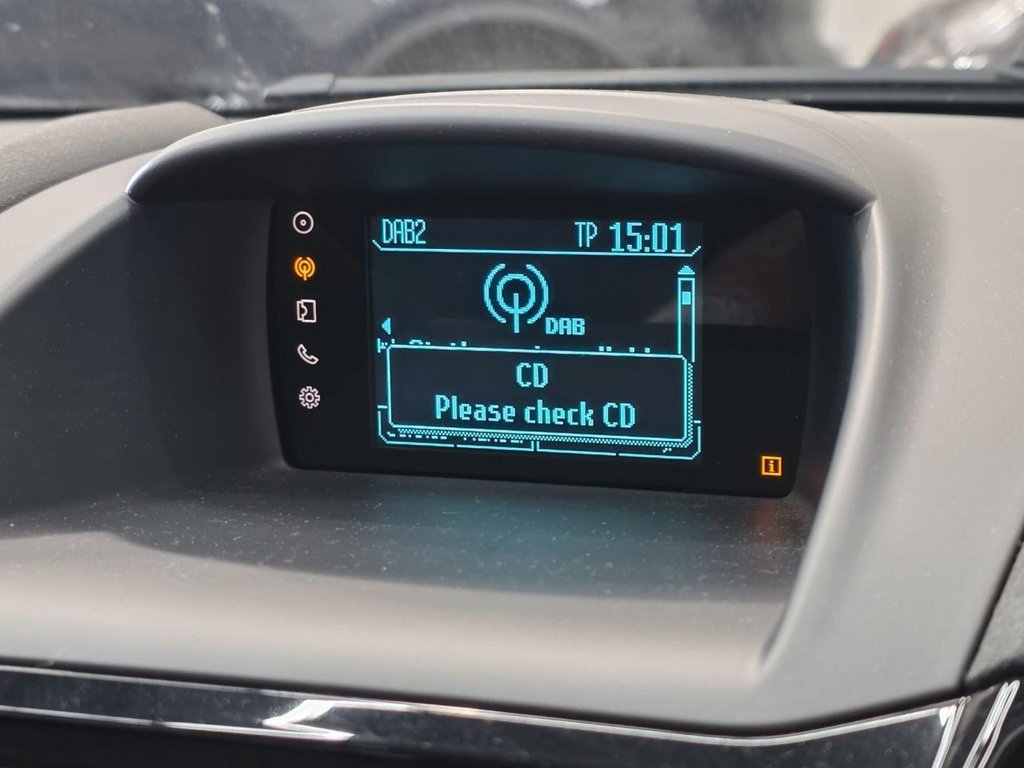 DAB2 TP 15:01
DAB
CD
Please check CD
i